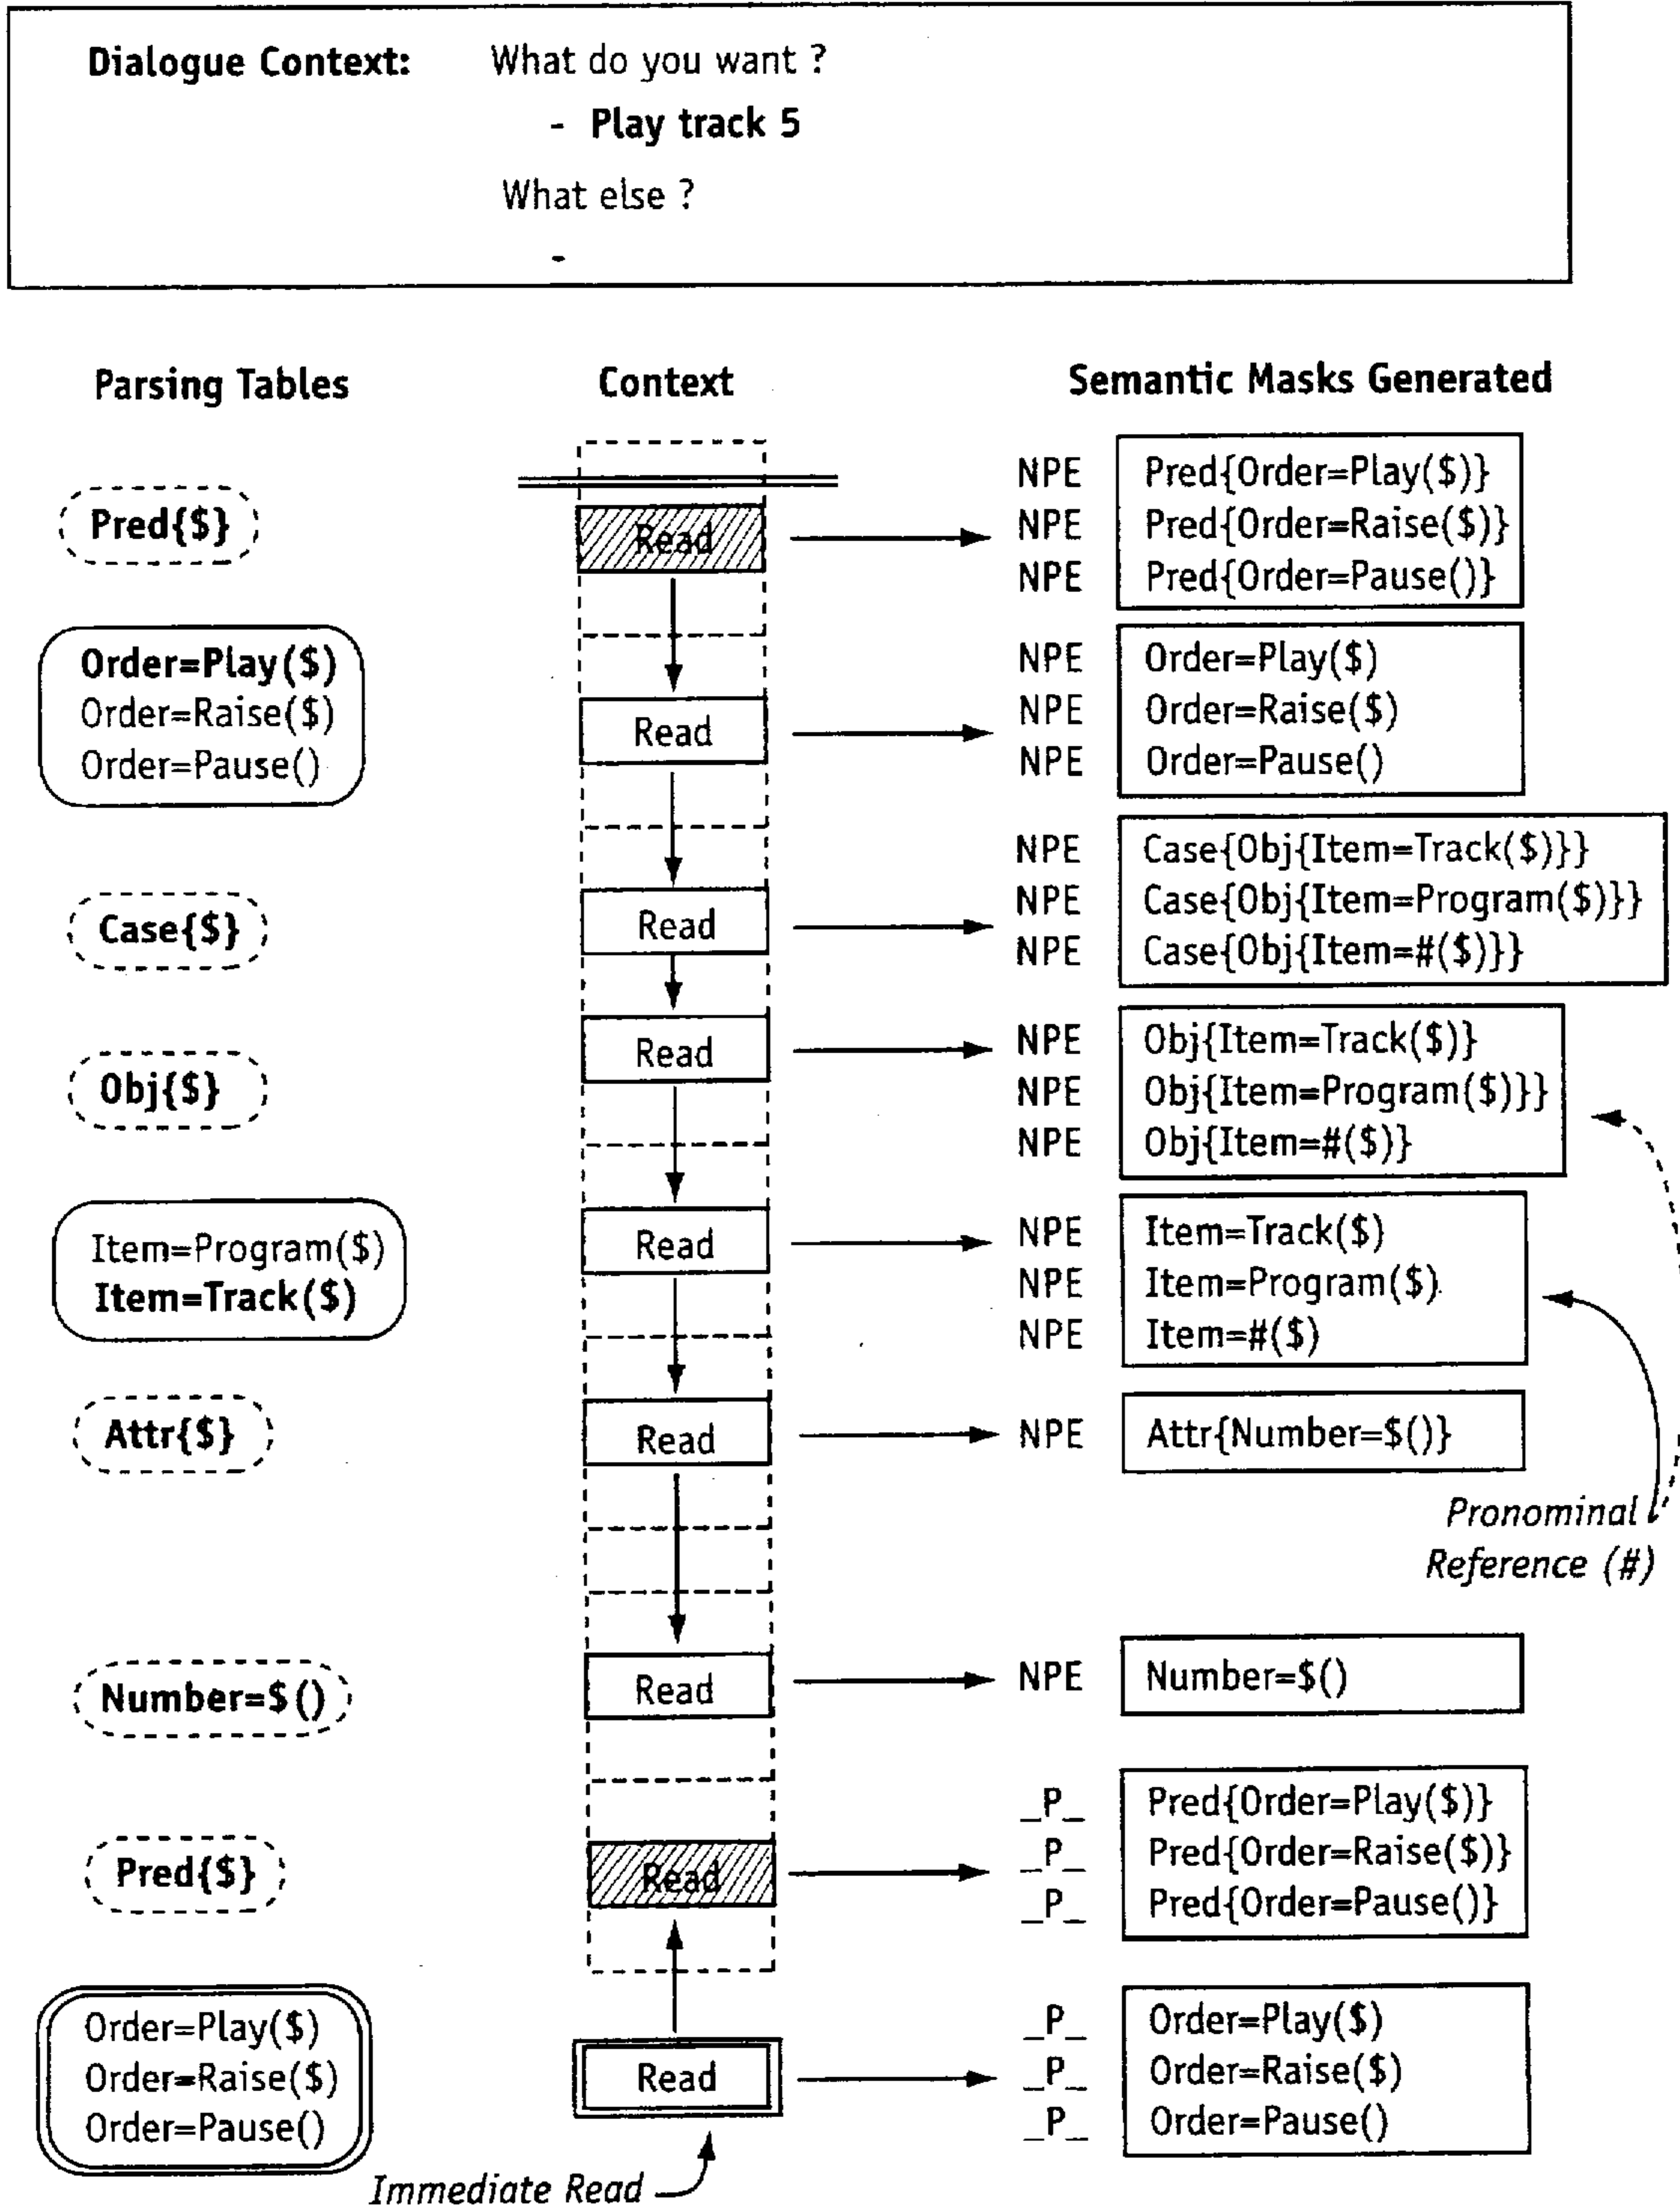 Dialogue Context: What do you want ?
- Play track 5
What else ?
-
Parsing Tables Context Semantic Masks Generated
Pred{$}
Read
NPE Pred{Order=Play($)}
NPE Pred{Order=Raise($)}
NPE Pred{Order=Pause()}
Order=Play($)
Order=Raise($)
Order=Pause()
Read
NPE Order=Play($)
NPE Order=Raise($)
NPE Order=Pause()
Case{$}
Read
NPE Case{Obj{Item=Track($)}}
NPE Case{Obj{Item=Program($)}}
NPE Case{Obj{Item=#($)}}
Obj{$}
Read
NPE Obj{Item=Track($)}
NPE Obj{Item=Program($)}}
NPE Obj{Item=#($)}
Item=Program($)
Item=Track($)
Read
NPE Item=Track($)
NPE Item=Program($)
NPE Item=#($)
Attr{$}
Read
NPE Attr{Number=$()}
Pronominal
Reference (#)
Number=$()
Read
NPE Number=$()
Pred{$}
Read
_P_ Pred{Order=Play($)}
_P_ Pred{Order=Raise($)}
_P_ Pred{Order=Pause()}
Order=Play($)
Order=Raise($)
Order=Pause()
Read
_P_ Order=Play($)
_P_ Order=Raise($)
_P_ Order=Pause()
Immediate Read